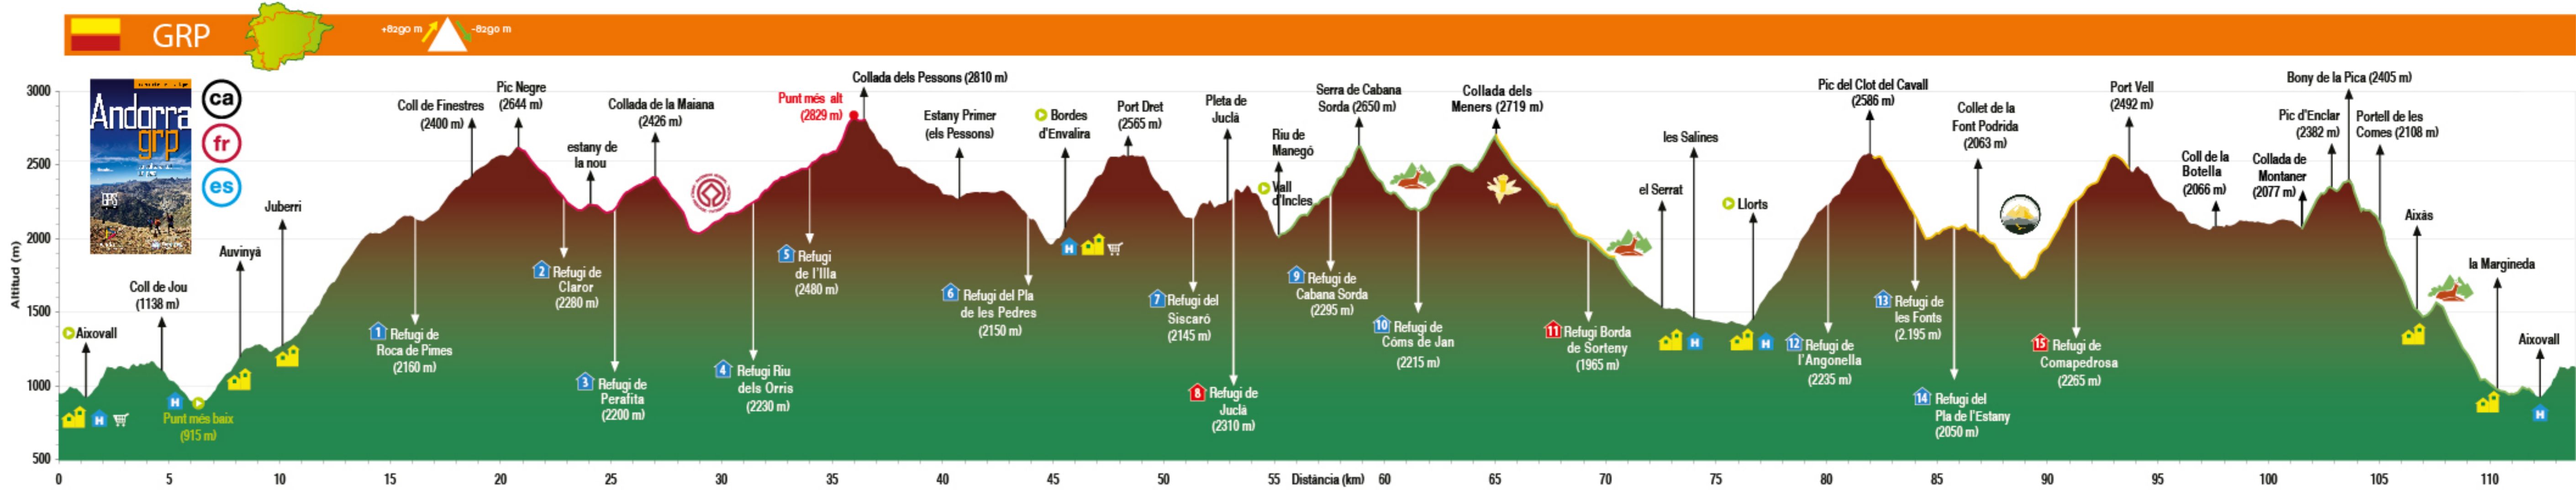 GRP
+8290 m
-8290 m
Andorra
grp
ca
fr
es
Altitud (m)
3000
2500
2000
1500
1000
500
Aixovall
Coll de Jou
(1138 m)
Punt més baix
(915 m)
Auvinyà
Juberri
1 Refugi de
Roca de Pimes
(2160 m)
Coll de Finestres
(2400 m)
Pic Negre
(2644 m)
2 Refugi de
Claror
(2280 m)
estany de
la nou
3 Refugi de
Perafita
(2200 m)
Collada de la Maiana
(2426 m)
4 Refugi Riu
dels Orris
(2230 m)
5 Refugi
de l'Illa
(2480 m)
Punt més alt
(2829 m)
Collada dels Pessons (2810 m)
Estany Primer
(els Pessons)
6 Refugi del Pla
de les Pedres
(2150 m)
Bordes
d'Envalira
Port Dret
(2565 m)
7 Refugi del
Siscaró
(2145 m)
Pleta de
Juclà
8 Refugi de
Juclà
(2310 m)
Riu de
Manegó
Vall
d'Incles
9 Refugi de
Cabana Sorda
(2295 m)
Serra de Cabana
Sorda (2650 m)
10 Refugi de
Còms de Jan
(2215 m)
Collada dels
Meners (2719 m)
11 Refugi Borda
de Sorteny
(1965 m)
el Serrat
les Salines
Llorts
12 Refugi de
l'Angonella
(2235 m)
Pic del Clot del Cavall
(2586 m)
13 Refugi de
les Fonts
(2.195 m)
14 Refugi del
Pla de l'Estany
(2050 m)
Collet de la
Font Podrida
(2063 m)
15 Refugi de
Comapedrosa
(2265 m)
Port Vell
(2492 m)
Coll de la
Botella
(2066 m)
Collada de
Montaner
(2077 m)
Pic d'Enclar
(2382 m)
Bony de la Pica (2405 m)
Portell de les
Comes (2108 m)
Aixàs
la Margineda
Aixovall
0 5 10 15 20 25 30 35 40 45 50 55 Distància (km) 60 65 70 75 80 85 90 95 100 105 110